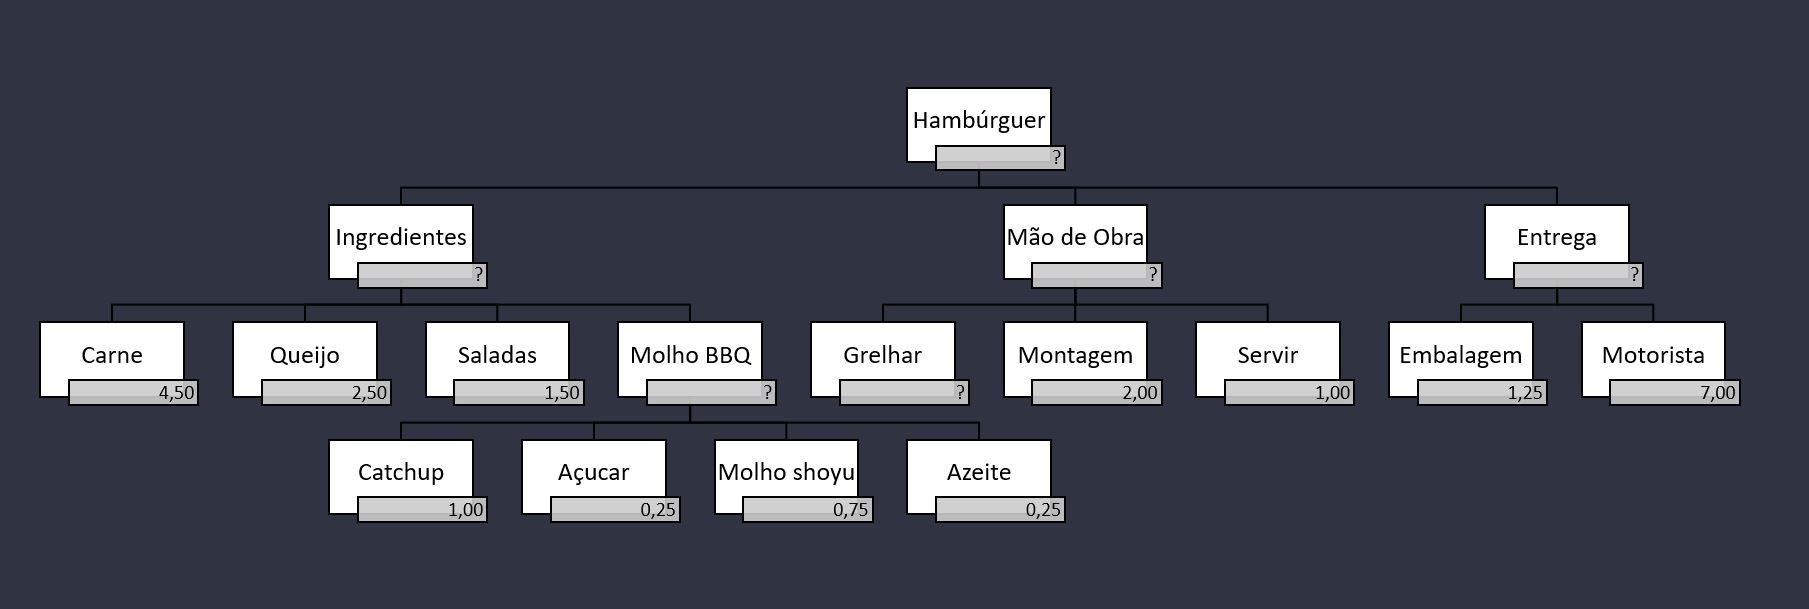 Hambúrguer
?
Ingredientes
?
Mão de Obra
?
Entrega
?
Carne
4,50
Queijo
2,50
Saladas
1,50
Molho BBQ
?
Grelhar
?
Montagem
2,00
Servir
1,00
Embalagem
1,25
Motorista
7,00
Catchup
1,00
Açucar
0,25
Molho shoyu
0,75
Azeite
0,25